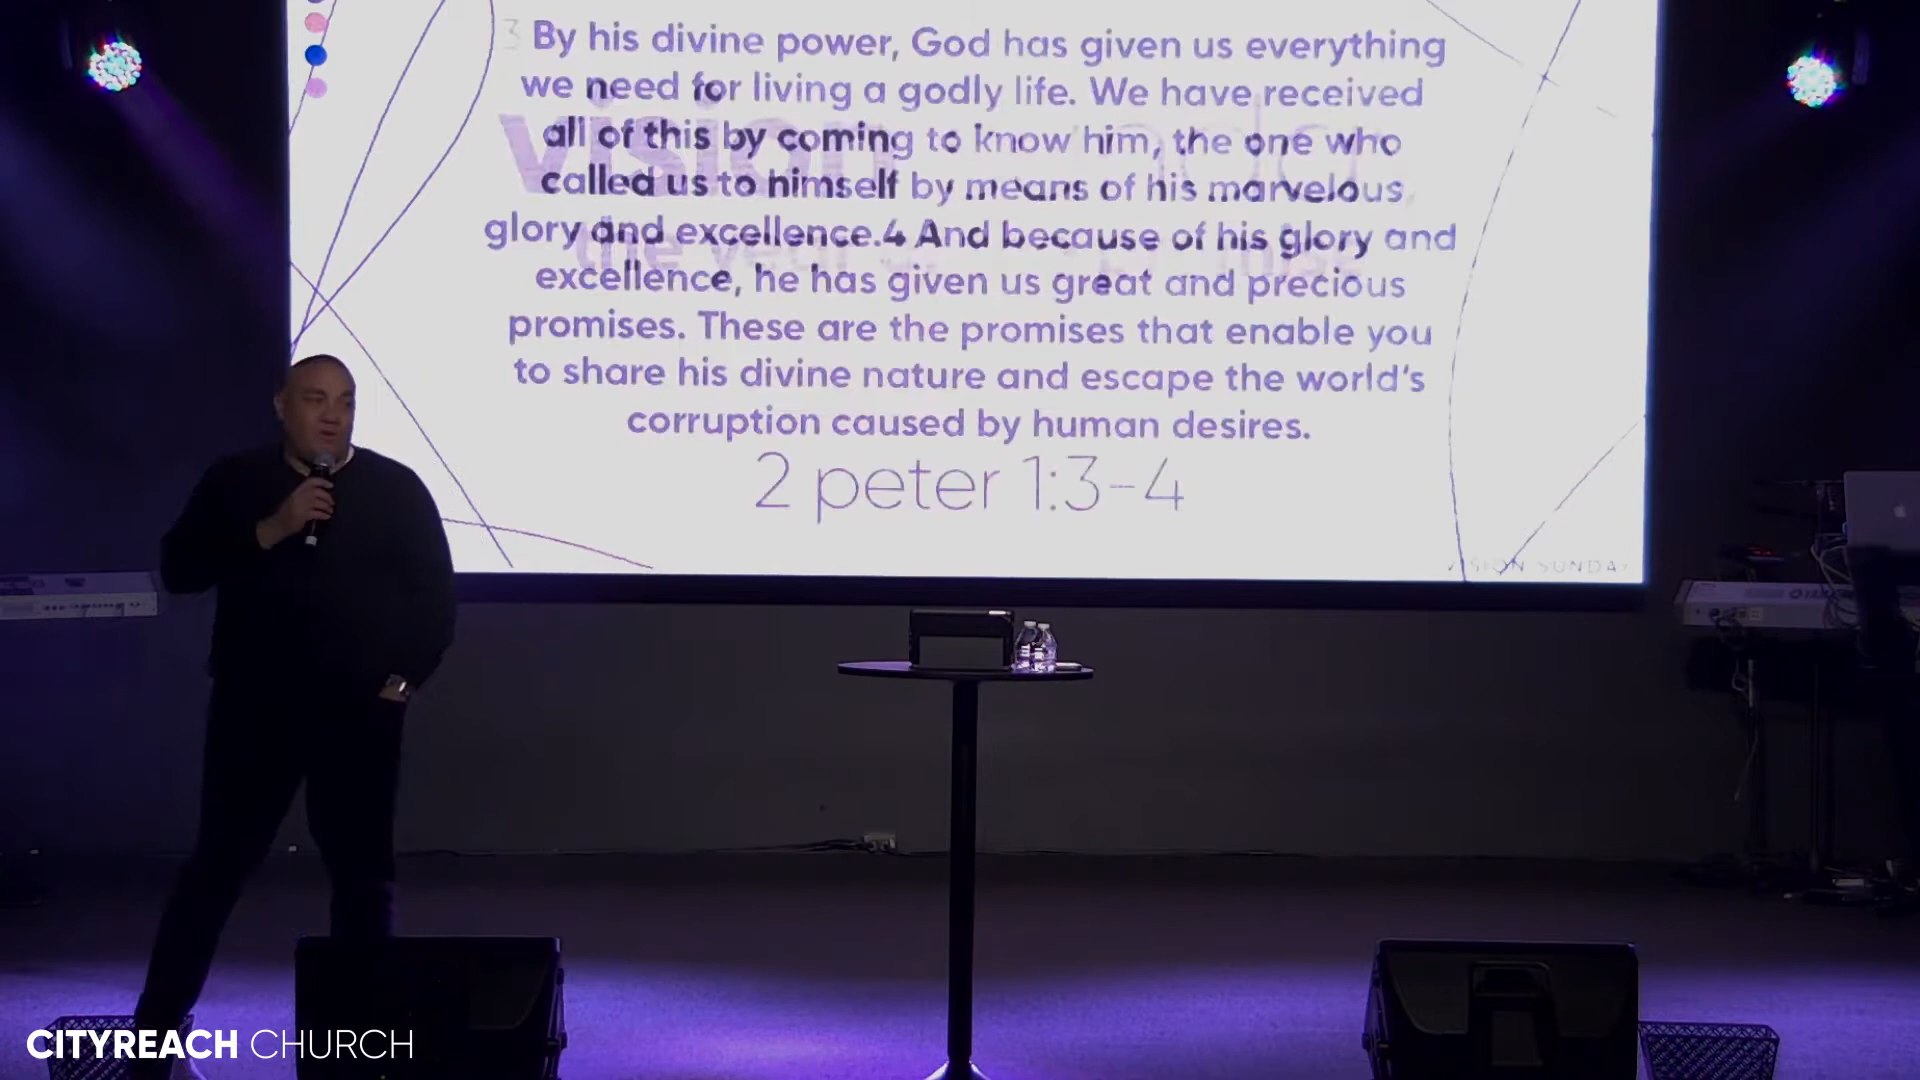 3 By his divine power, God has given us everything
we need for living a godly life. We have received
all of this by coming to know him, the one who
called us to himself by means of his marvelous
glory and excellence.4 And because of his glory and
excellence, he has given us great and precious
promises. These are the promises that enable you
to share his divine nature and escape the world's
corruption caused by human desires.
2 peter 1:3-4
vision
the year
VISION SUNDAY
CITYREACH CHURCH